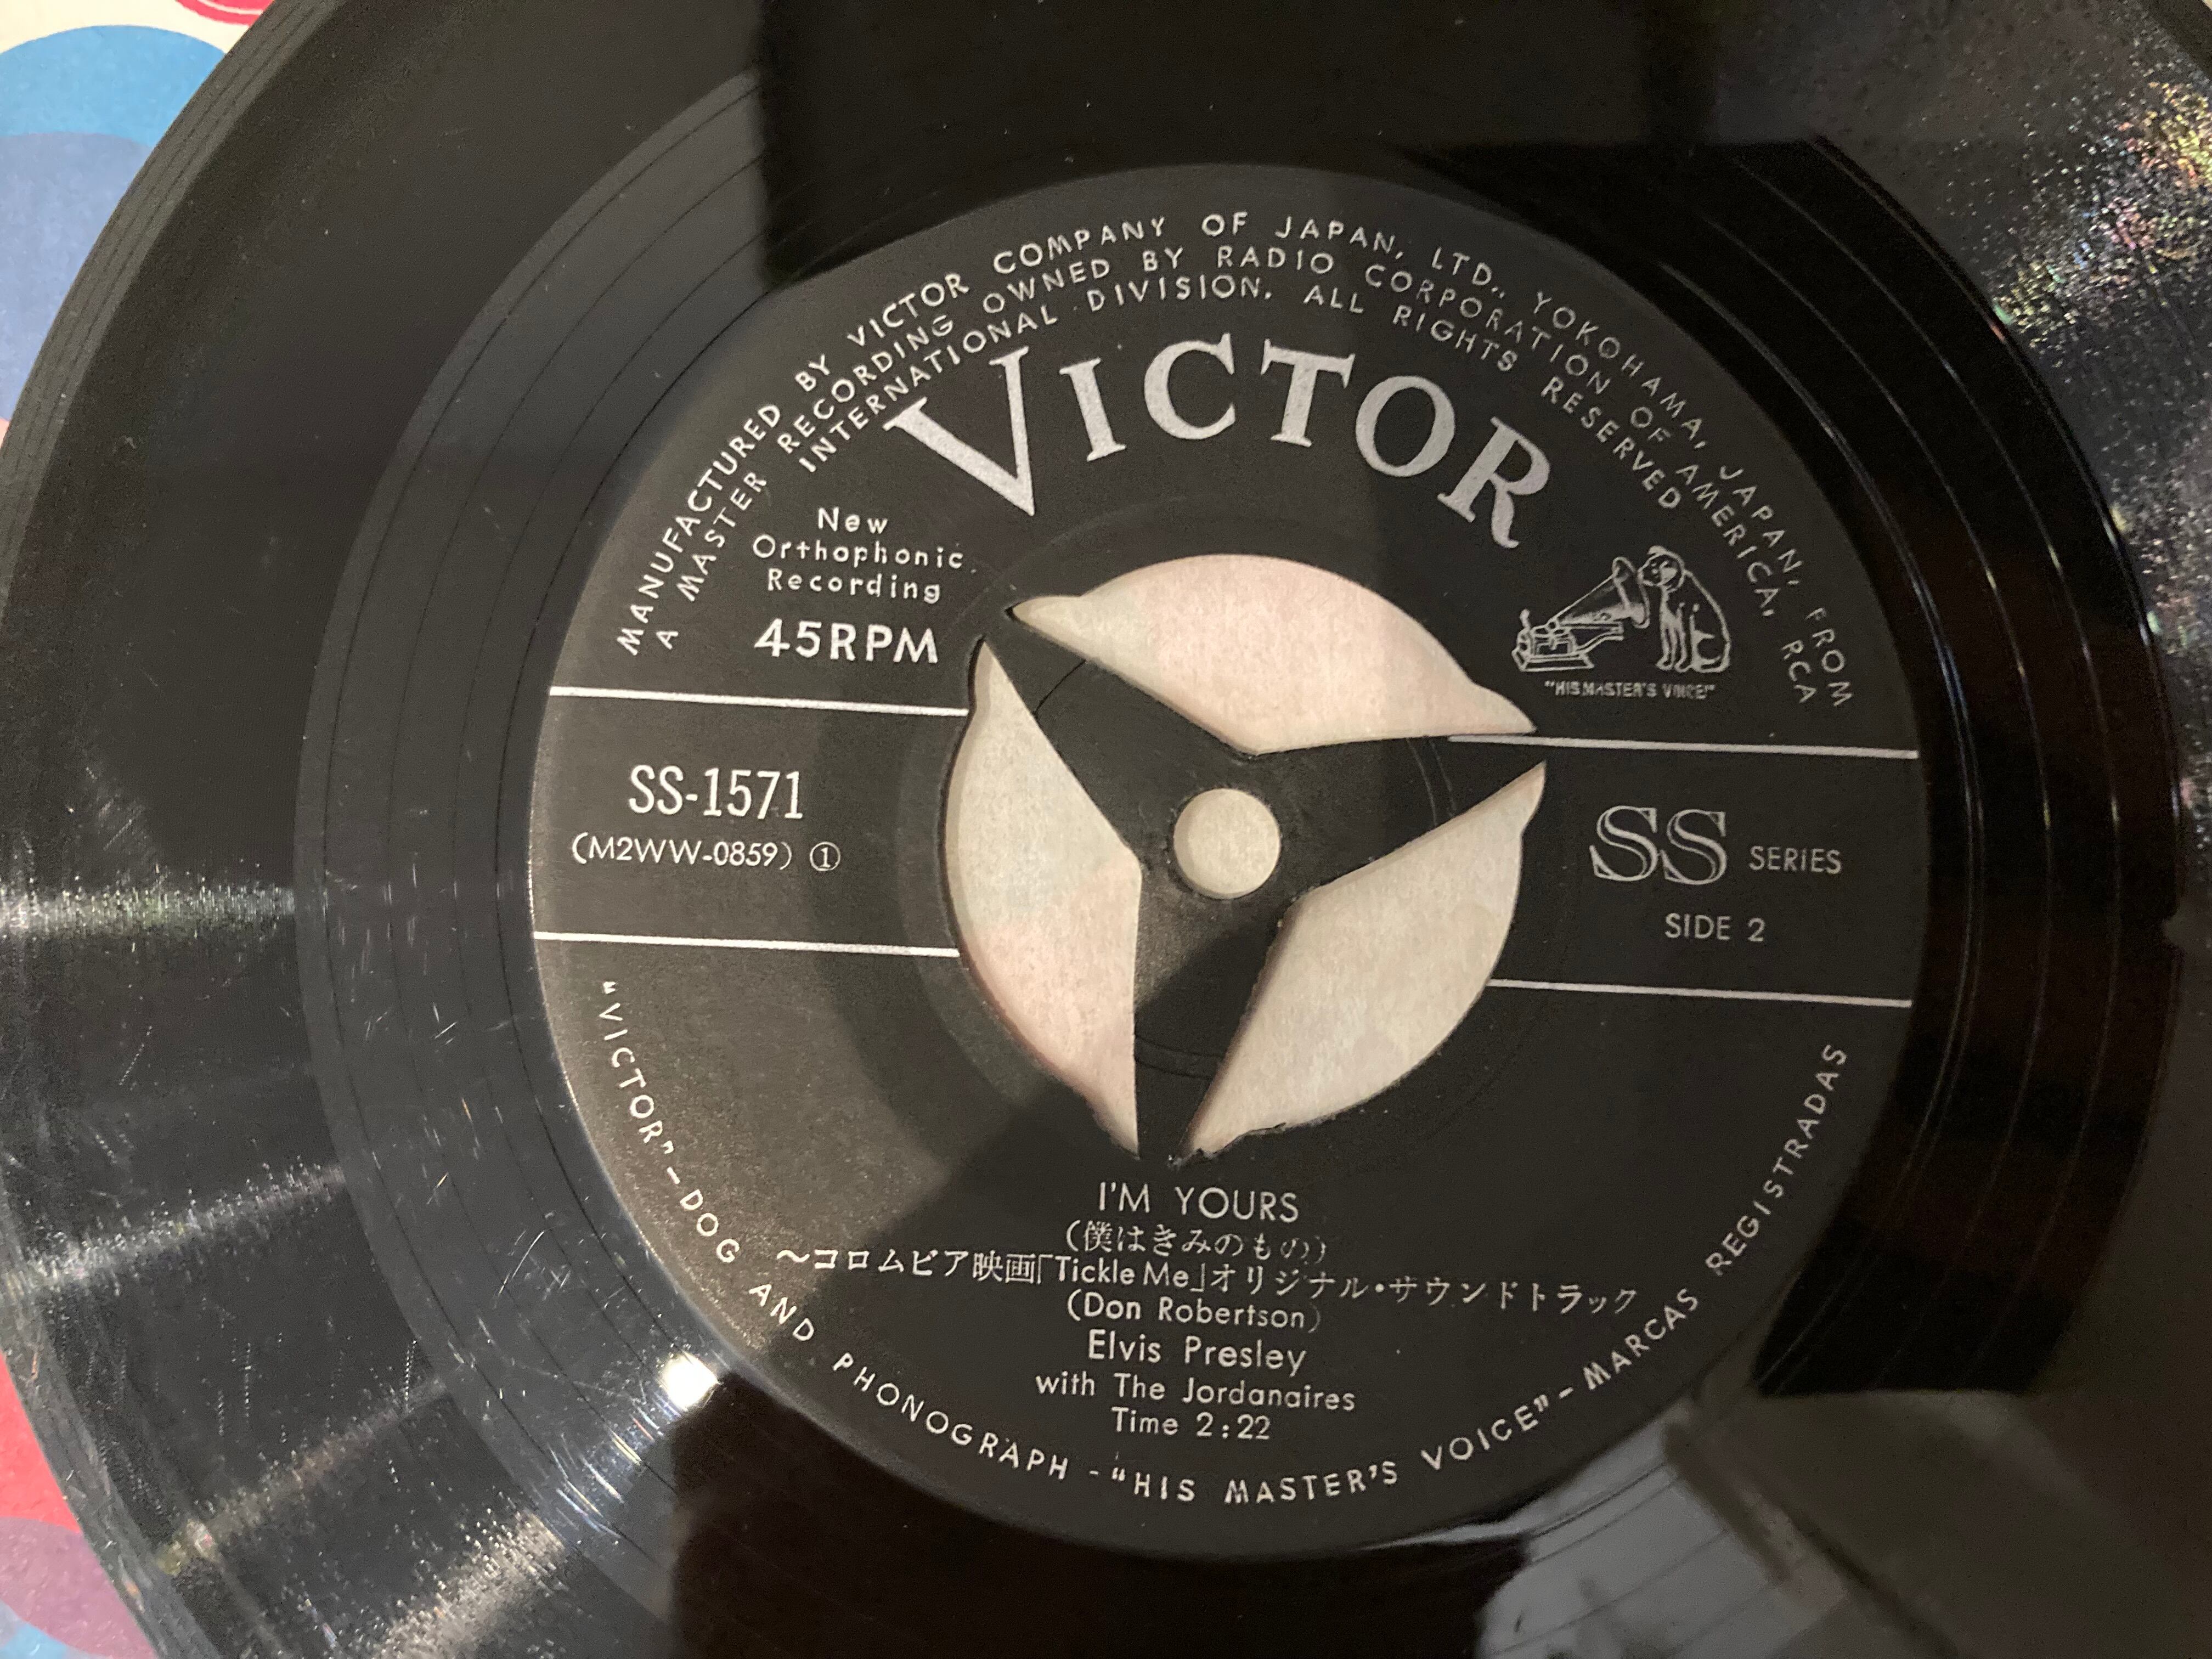 MANUFACTURED BY VICTOR COMPANY OF JAPAN, LTD., YOKOHAMA, JAPAN, FROM
A MASTER RECORDING OWNED BY RADIO CORPORATION OF AMERICA, RCA
INTERNATIONAL DIVISION. ALL RIGHTS RESERVED
VICTOR
New
Orthophonic
Recording
45RPM
"HIS MASTER'S VOICE"
SS-1571
(M2WW-0859) ①
SS SERIES
SIDE 2
I'M YOURS
(僕はきみのもの)
〜コロムビア映画「Tickle Me」オリジナル・サウンドトラック
(Don Robertson)
Elvis Presley
with The Jordanaires
Time 2:22
"VICTOR"-DOG AND PHONOGRAPH-"HIS MASTER'S VOICE"-MARCAS REGISTRADAS